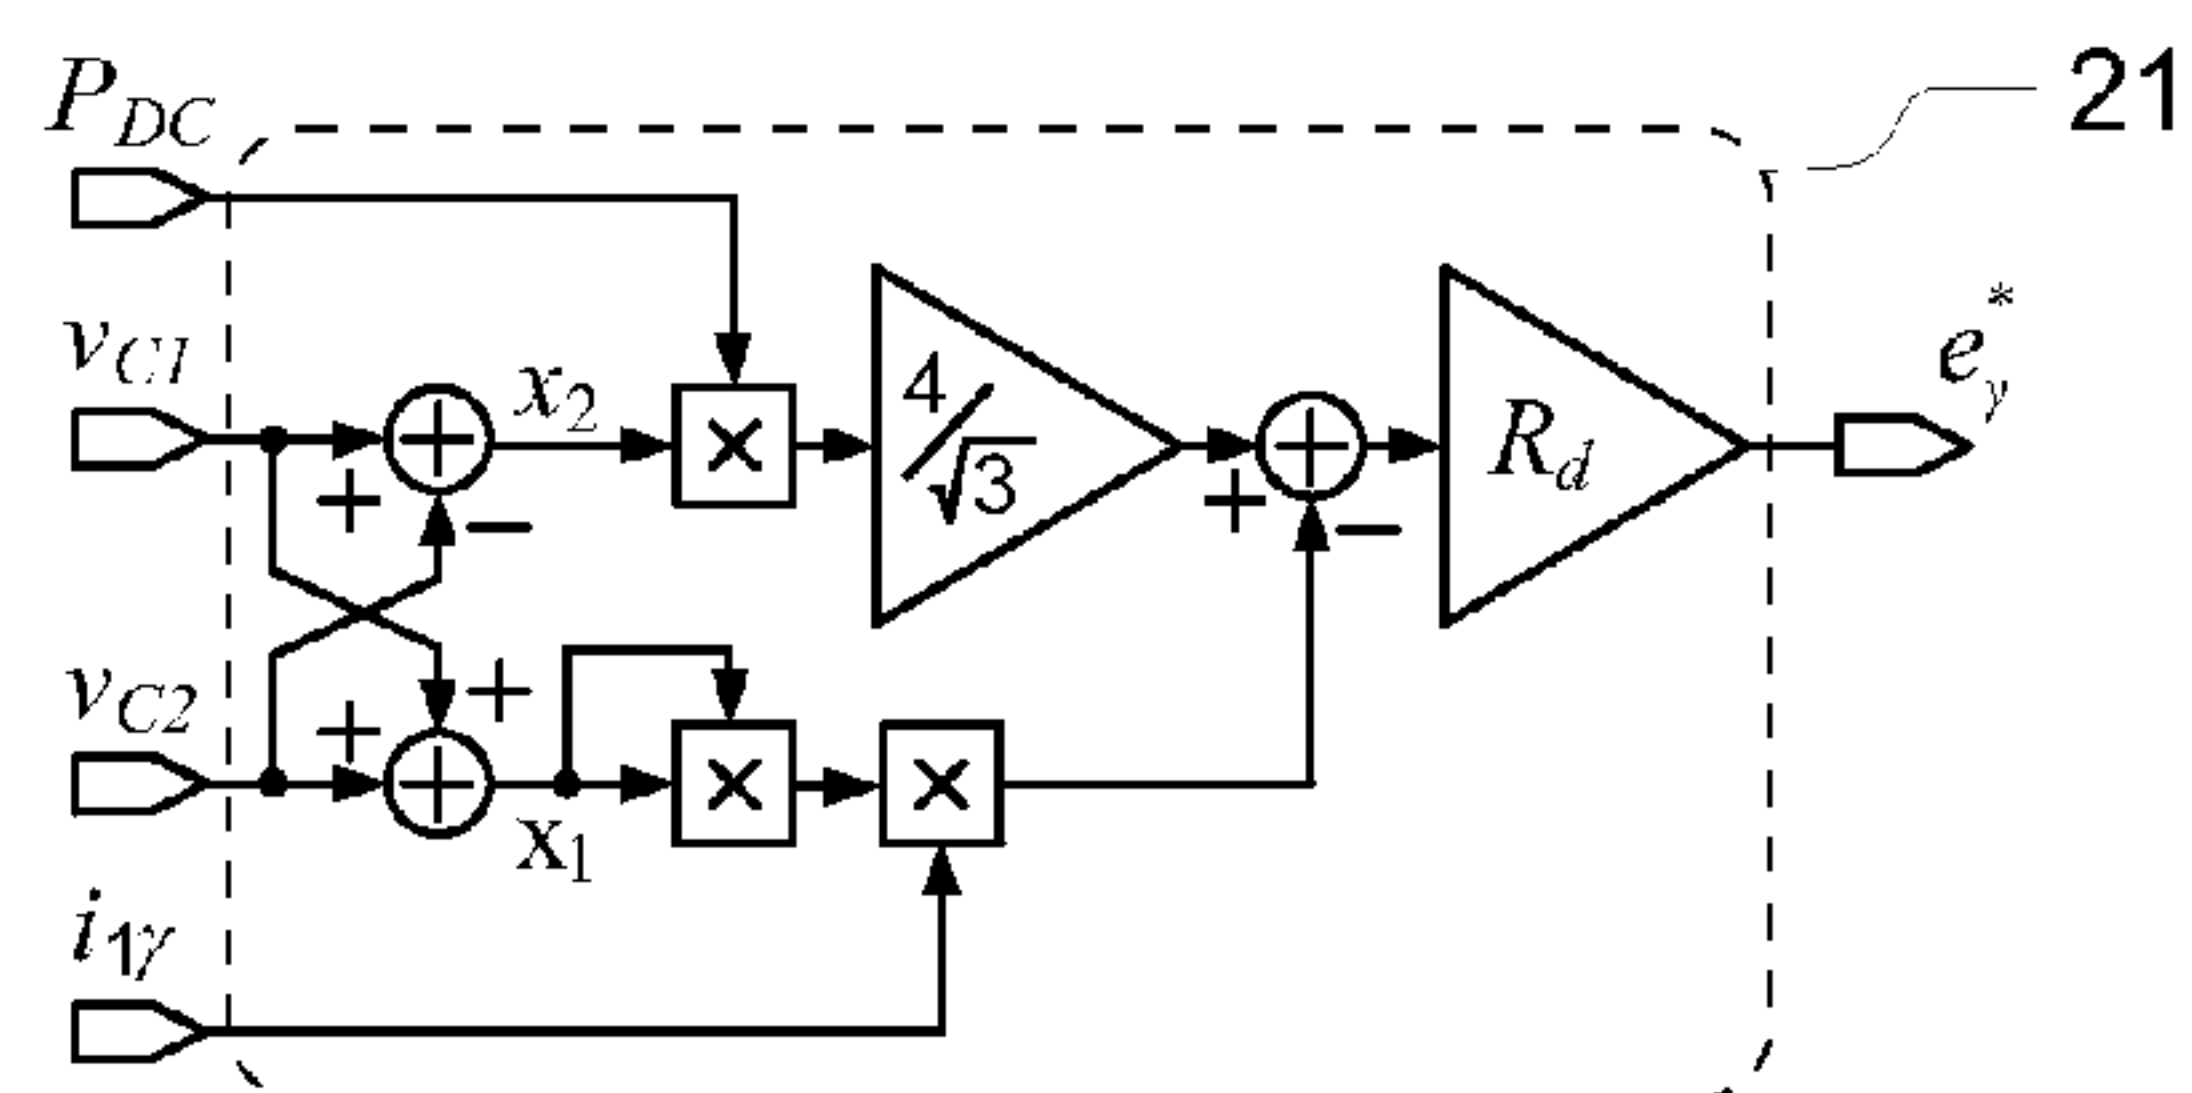 P_DC
21
v_C1
x_2
+
−
4/√3
+
−
R_d
e_γ^*
v_C2
+
+
x_1
i_1γ